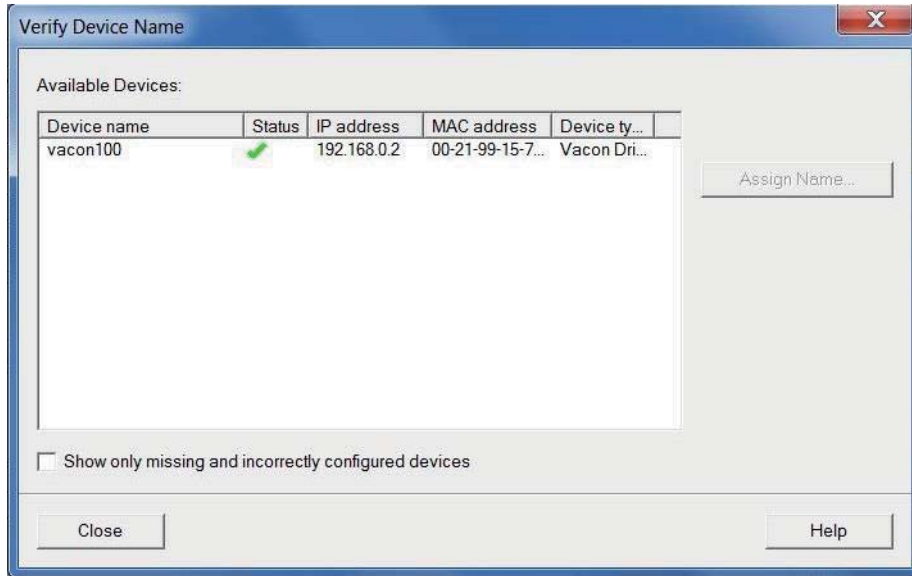 Verify Device Name
Available Devices:
Device name Status IP address MAC address Device ty...
vacon100 192.168.0.2 00-21-99-15-7... Vacon Dri...
Assign Name...
Show only missing and incorrectly configured devices
Close Help